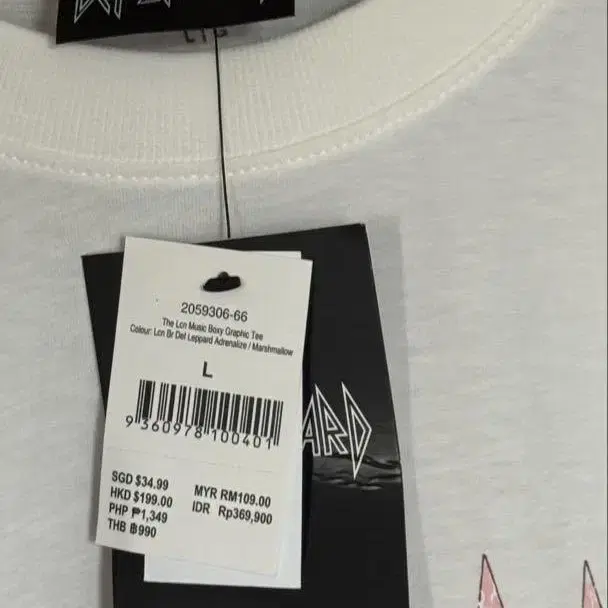 2059306-66
The Lcn Music Boxy Graphic Tee
Colour: Lcn Br Def Leppard Adrenalize / Marshmallow
L
9 360978 100401
ARD
SGD $34.99
HKD $199.00
PHP ₱1,349
THB ฿990
MYR RM109.00
IDR Rp369,900